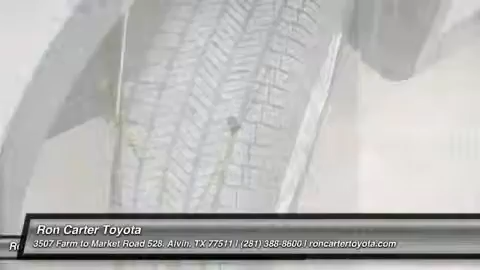 Ron Carter Toyota
3507 Farm to Market Road 528, Alvin, TX 77511 | (281) 388-8600 | roncartertoyota.com